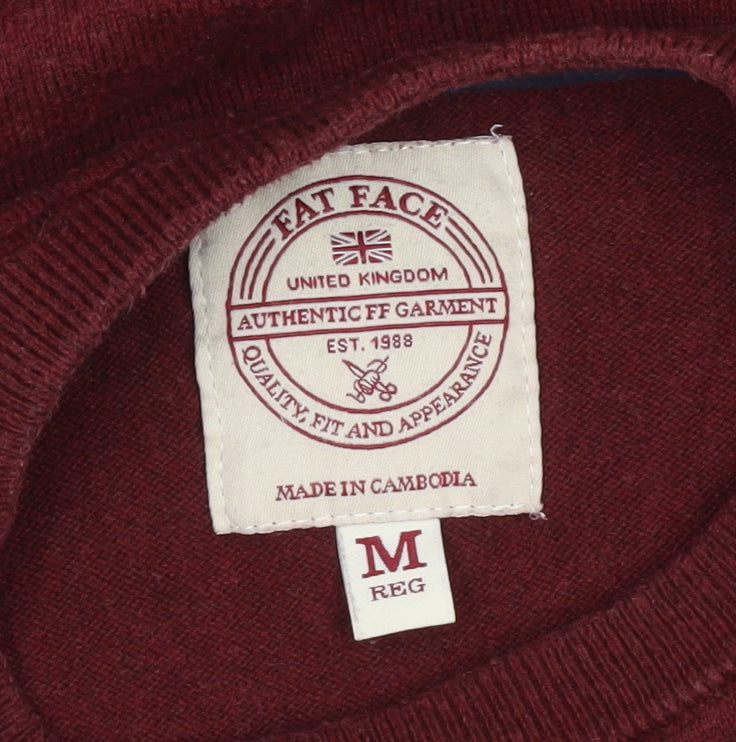 FAT FACE
UNITED KINGDOM
AUTHENTIC FF GARMENT
EST. 1988
QUALITY, FIT AND APPEARANCE
MADE IN CAMBODIA
M
REG